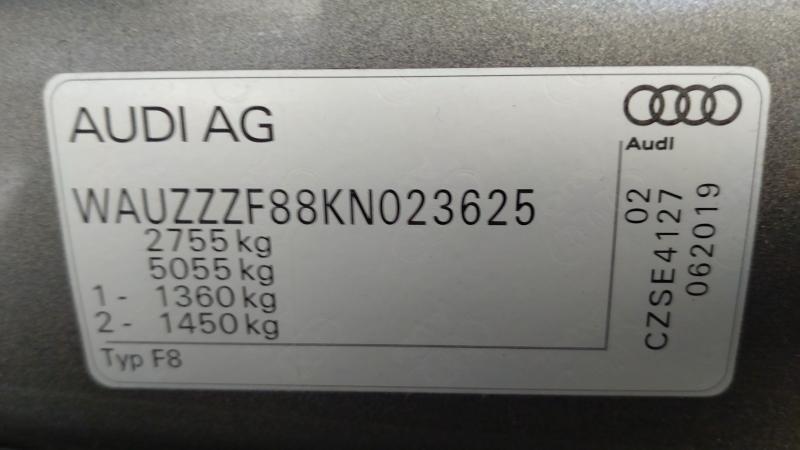 AUDI AG
Audi
WAUZZZF88KN023625
2755 kg
5055 kg
1 - 1360 kg
2 - 1450 kg
Typ F8
02
CZSE4127
062019